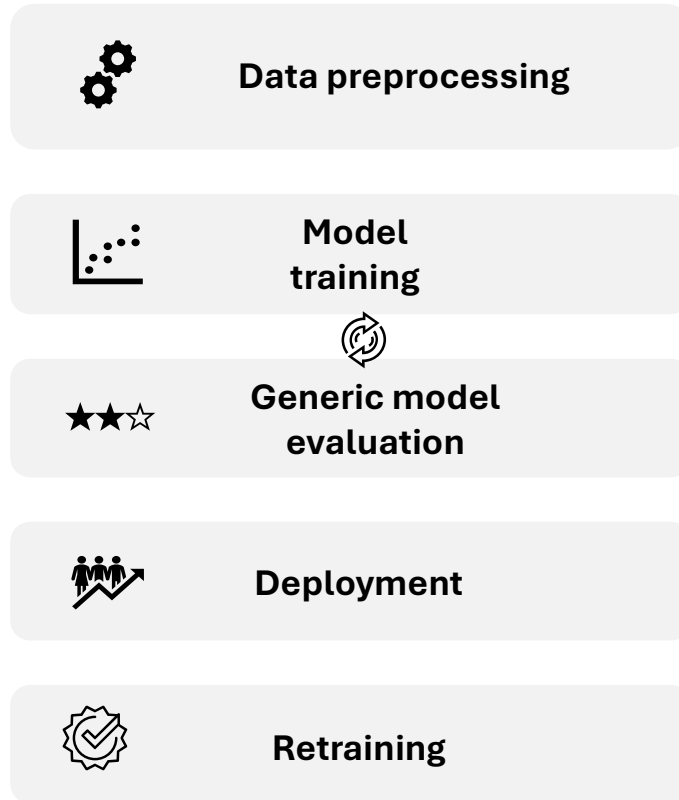 Data preprocessing
Model
training
Generic model
evaluation
Deployment
Retraining